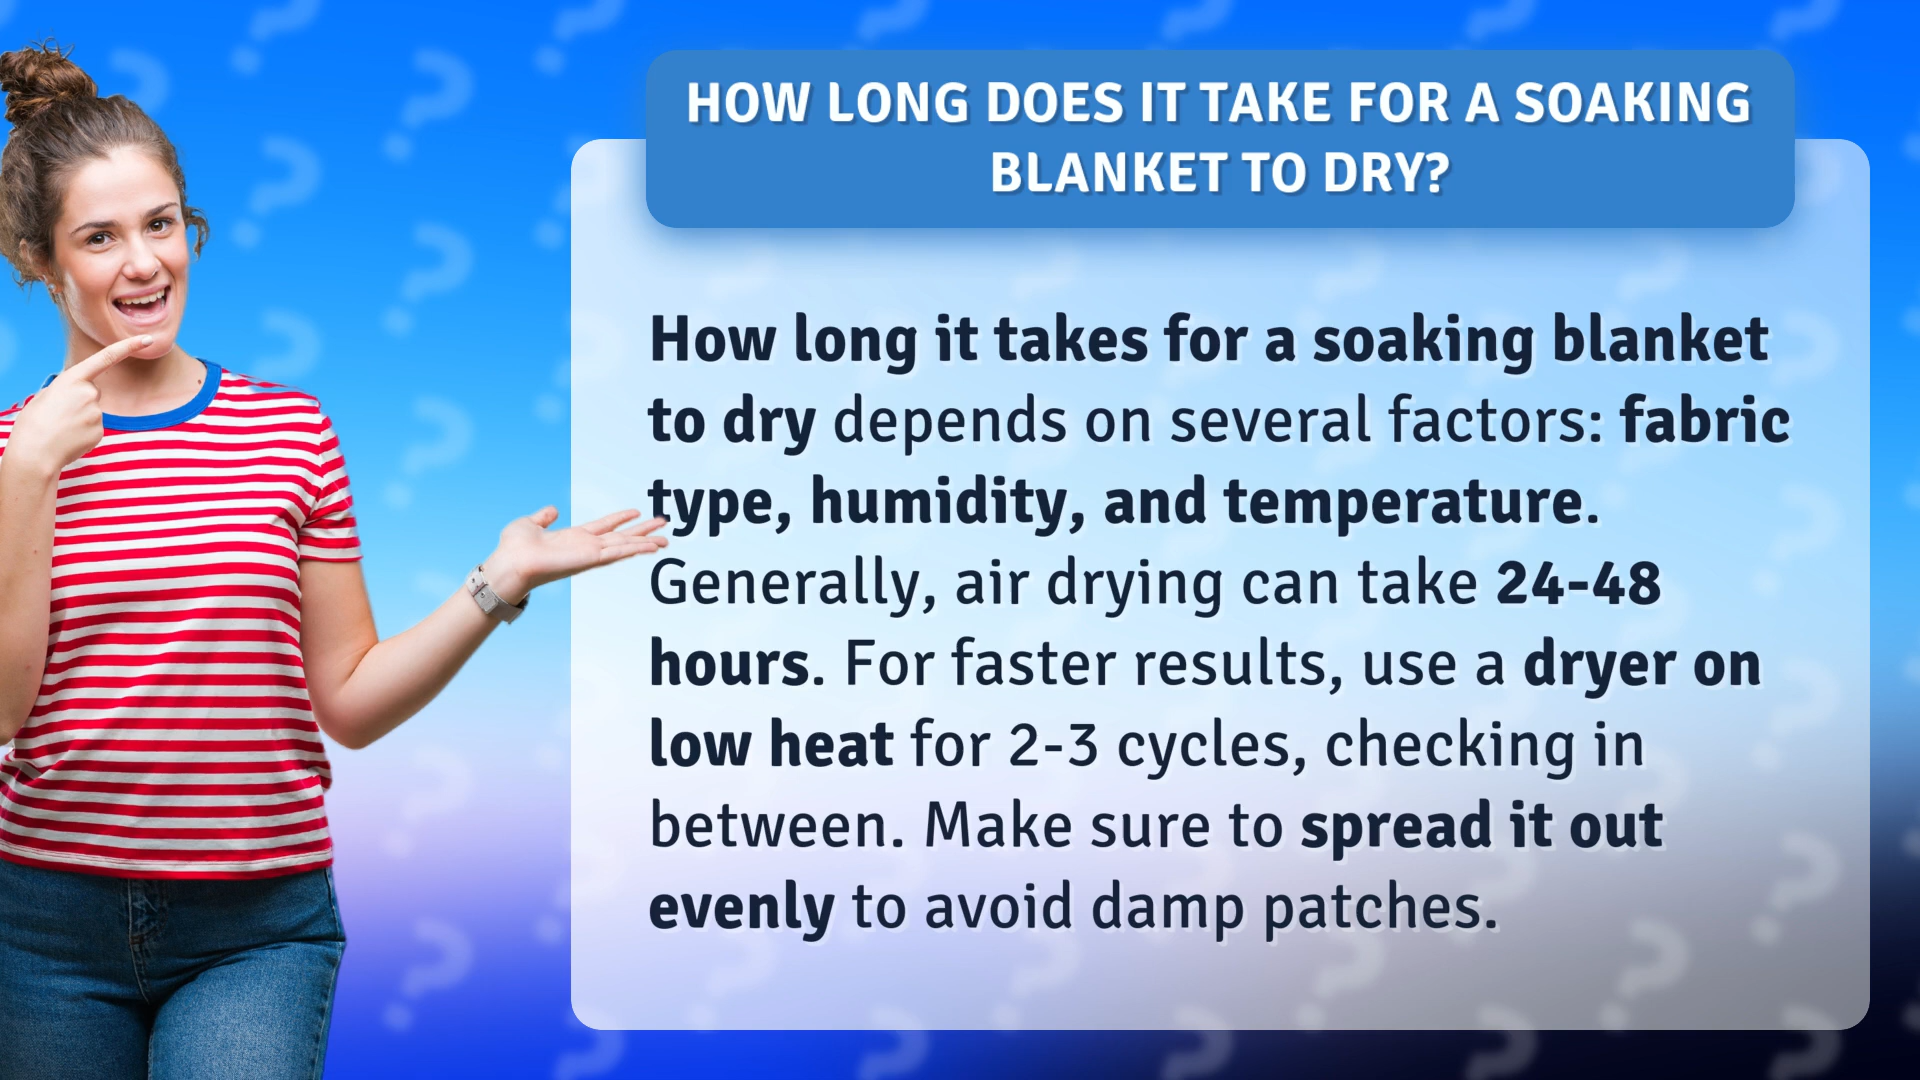 HOW LONG DOES IT TAKE FOR A SOAKING
BLANKET TO DRY?
How long it takes for a soaking blanket
to dry depends on several factors: fabric
type, humidity, and temperature.
Generally, air drying can take 24-48
hours. For faster results, use a dryer on
low heat for 2-3 cycles, checking in
between. Make sure to spread it out
evenly to avoid damp patches.